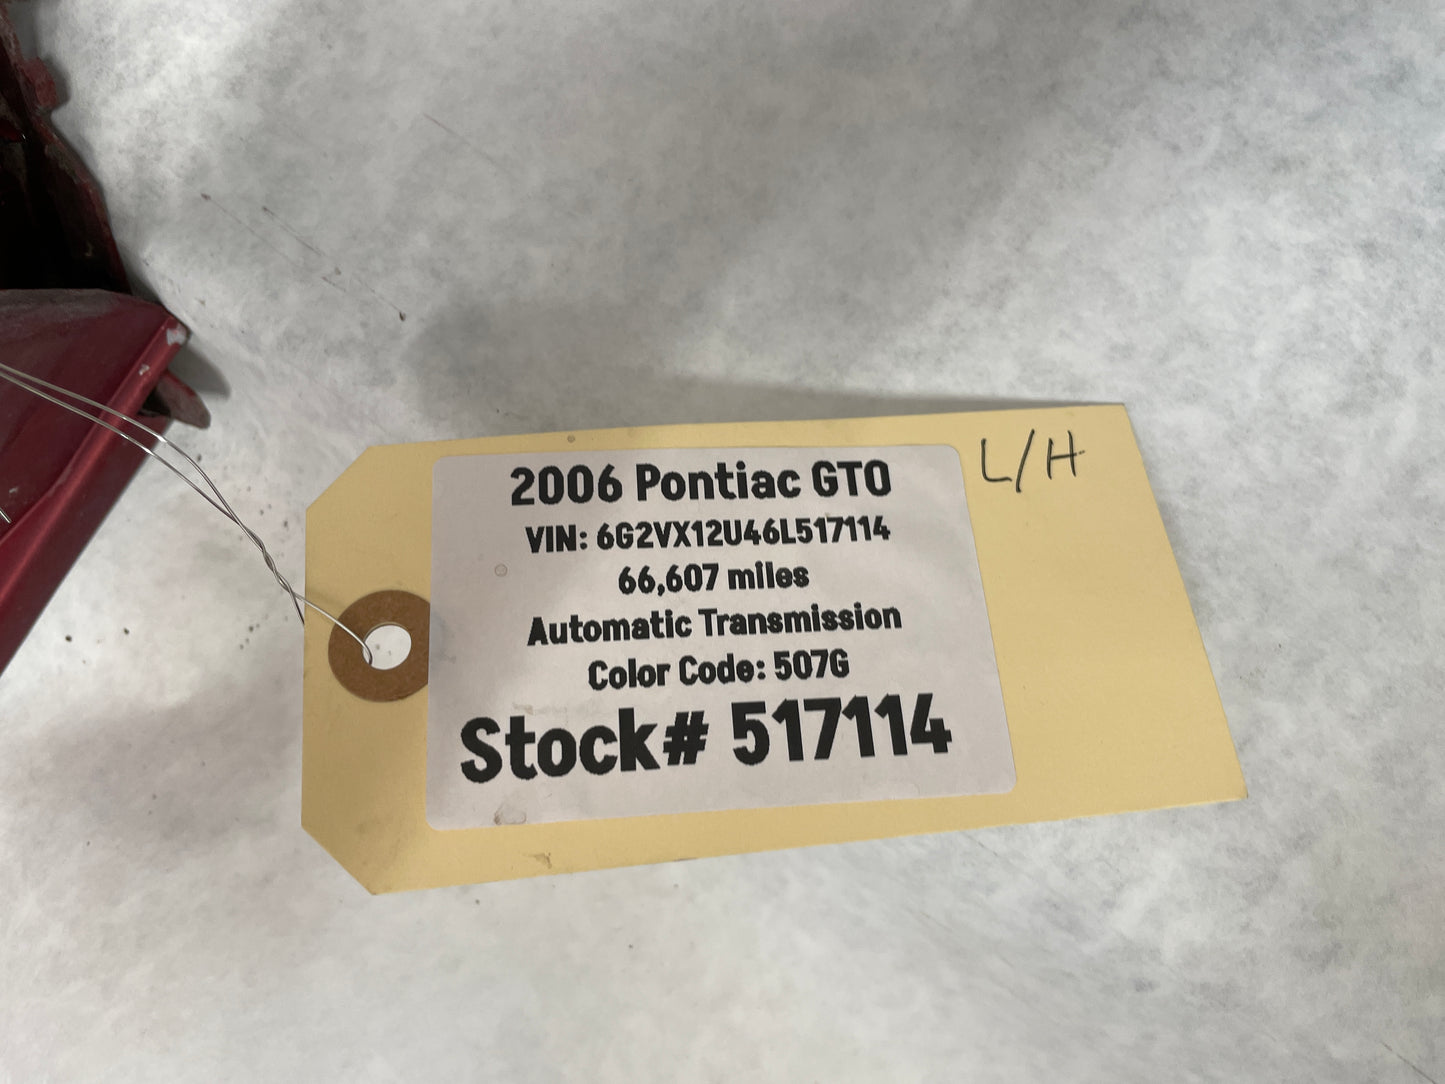 2006 Pontiac GTO
L/H
VIN: 6G2VX12U46L517114
66,607 miles
Automatic Transmission
Color Code: 507G
Stock# 517114